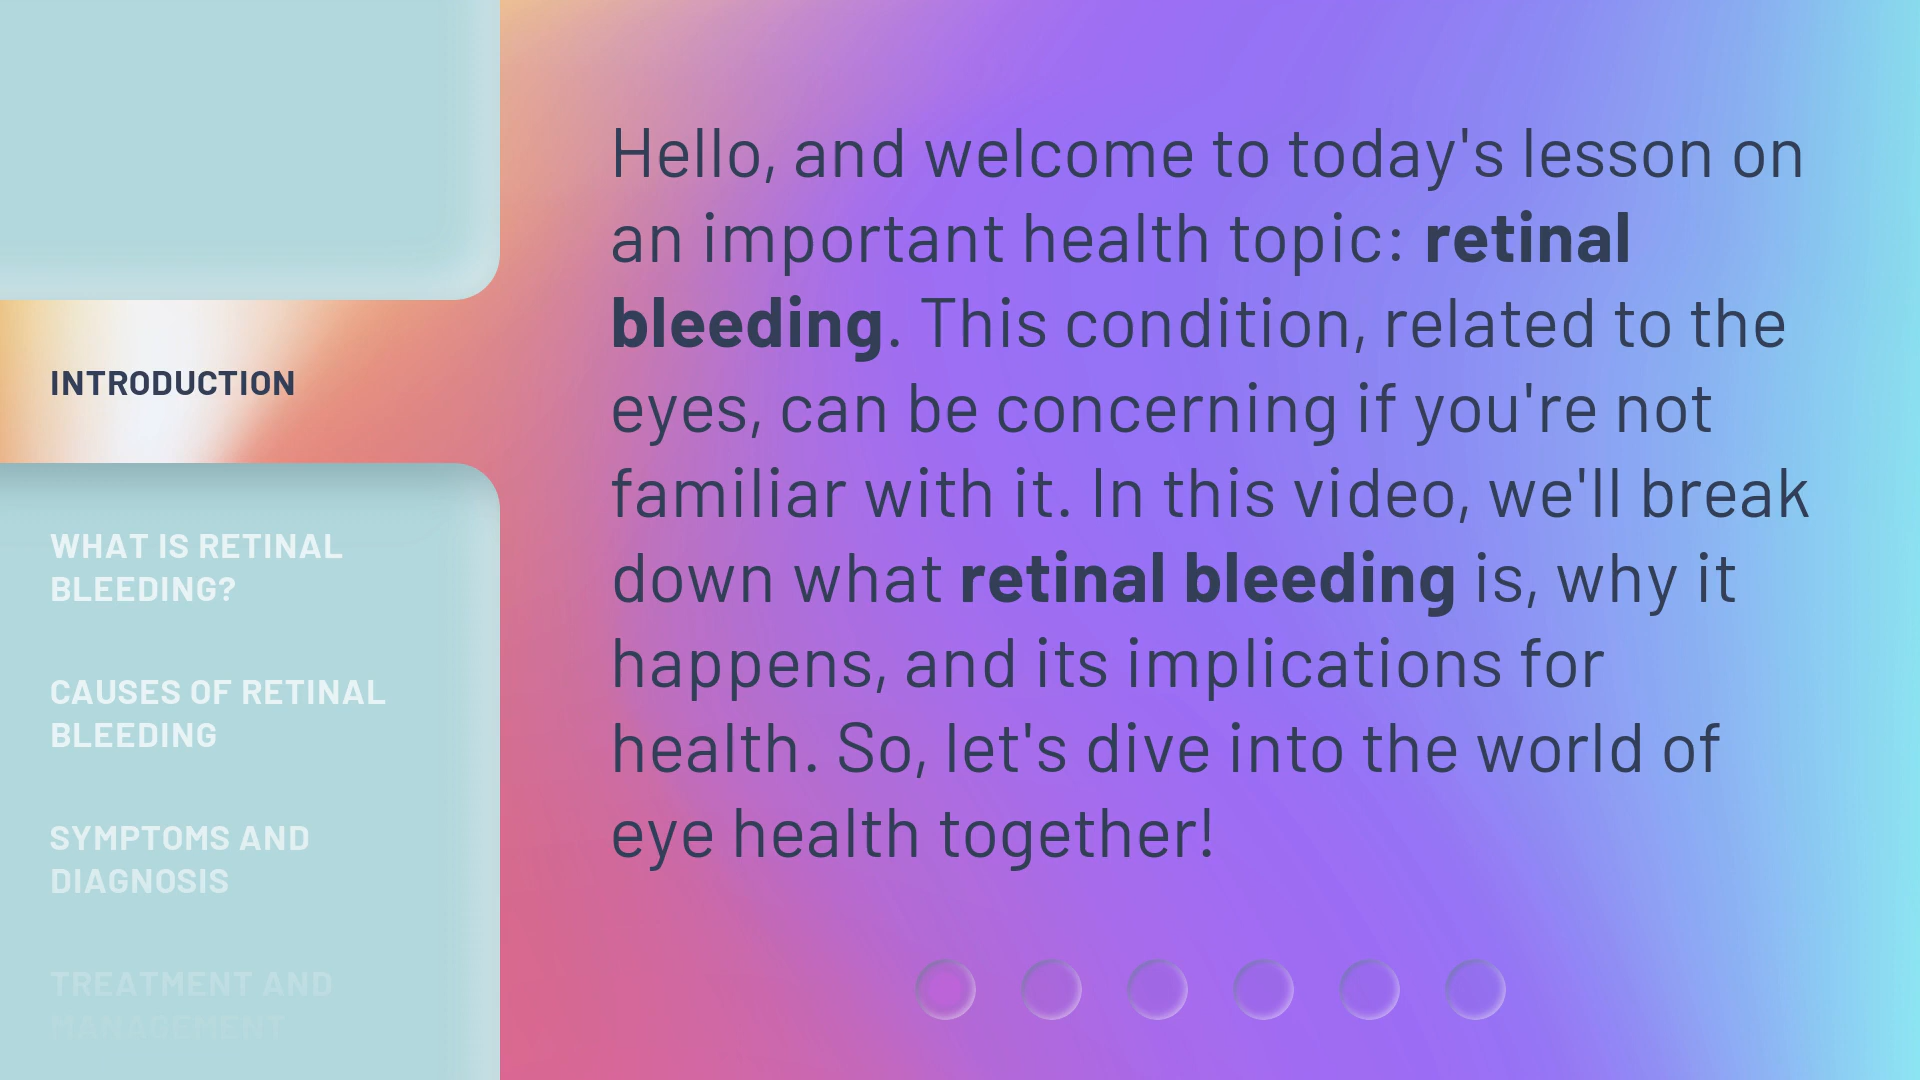 INTRODUCTION
WHAT IS RETINAL
BLEEDING?
CAUSES OF RETINAL
BLEEDING
SYMPTOMS AND
DIAGNOSIS
TREATMENT AND
MANAGEMENT
Hello, and welcome to today's lesson on
an important health topic: retinal
bleeding. This condition, related to the
eyes, can be concerning if you're not
familiar with it. In this video, we'll break
down what retinal bleeding is, why it
happens, and its implications for
health. So, let's dive into the world of
eye health together!